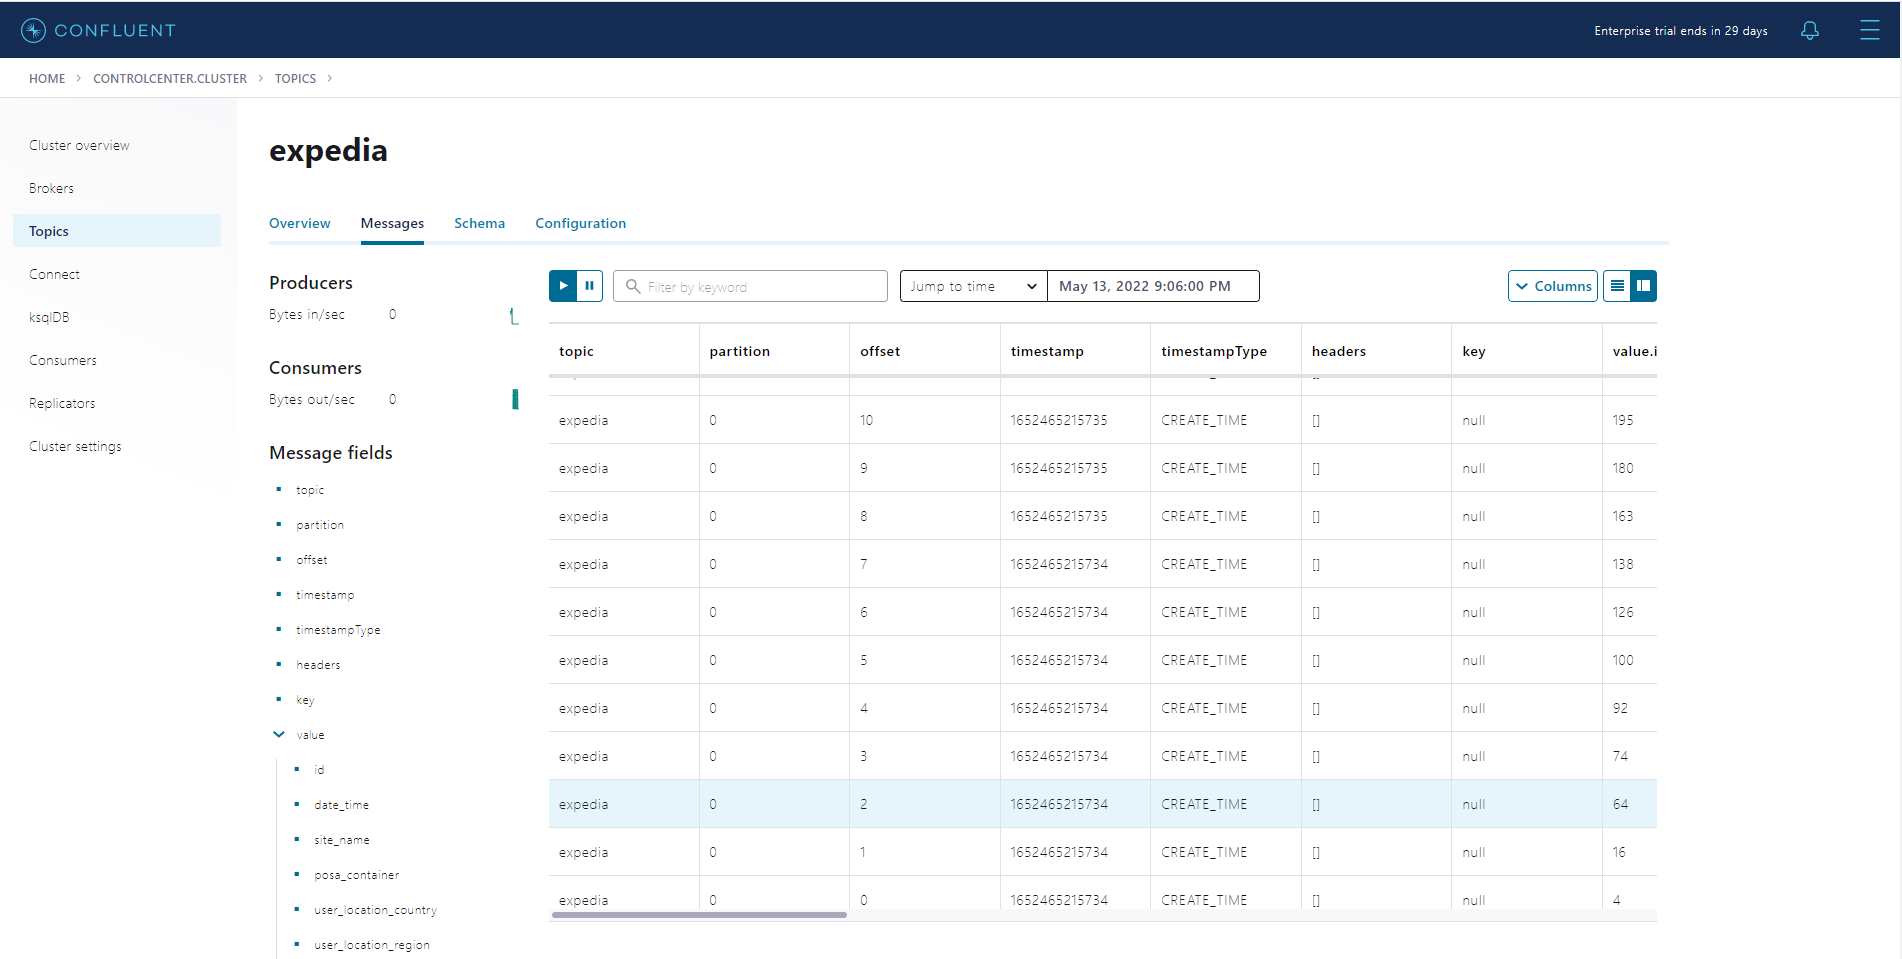 CONFLUENT
Enterprise trial ends in 29 days
HOME > CONTROLCENTER.CLUSTER > TOPICS >
Cluster overview
Brokers
Topics
Connect
ksqlDB
Consumers
Replicators
Cluster settings
expedia
Overview Messages Schema Configuration
Producers
Bytes in/sec 0
Consumers
Bytes out/sec 0
Message fields
topic
partition
offset
timestamp
timestampType
headers
key
value
id
date_time
site_name
posa_container
user_location_country
user_location_region
Filter by keyword Jump to time May 13, 2022 9:06:00 PM Columns
topic partition offset timestamp timestampType headers key value.i
expedia 0 10 1652465215735 CREATE_TIME [] null 195
expedia 0 9 1652465215735 CREATE_TIME [] null 180
expedia 0 8 1652465215735 CREATE_TIME [] null 163
expedia 0 7 1652465215734 CREATE_TIME [] null 138
expedia 0 6 1652465215734 CREATE_TIME [] null 126
expedia 0 5 1652465215734 CREATE_TIME [] null 100
expedia 0 4 1652465215734 CREATE_TIME [] null 92
expedia 0 3 1652465215734 CREATE_TIME [] null 74
expedia 0 2 1652465215734 CREATE_TIME [] null 64
expedia 0 1 1652465215734 CREATE_TIME [] null 16
expedia 0 0 1652465215734 CREATE_TIME [] null 4